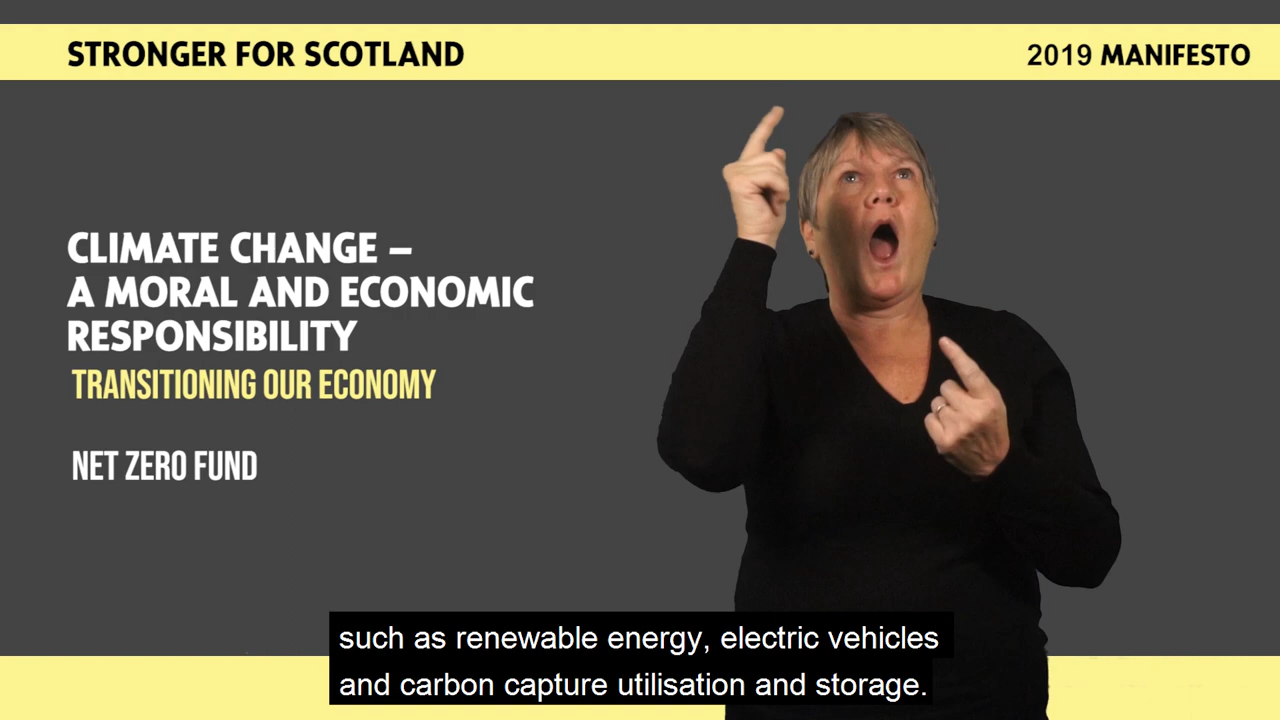 STRONGER FOR SCOTLAND
2019 MANIFESTO
CLIMATE CHANGE –
A MORAL AND ECONOMIC
RESPONSIBILITY
TRANSITIONING OUR ECONOMY
NET ZERO FUND
such as renewable energy, electric vehicles
and carbon capture utilisation and storage.